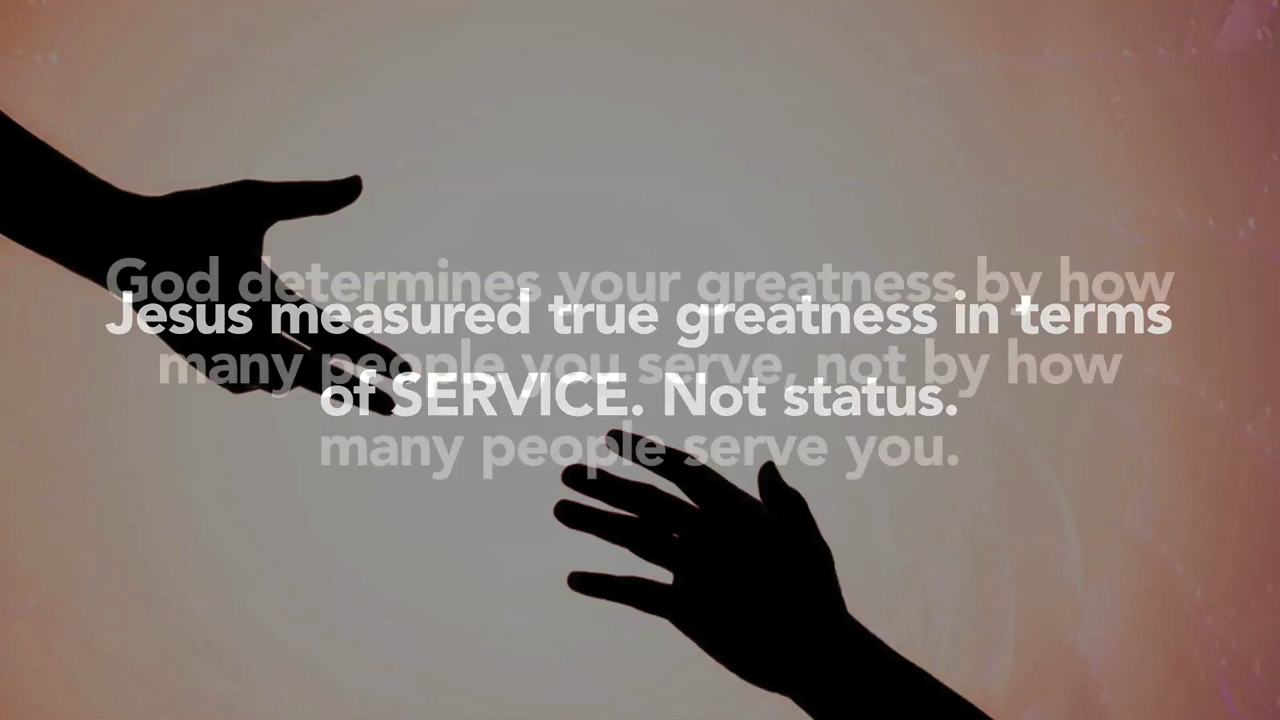 God determines your greatness by how
Jesus measured true greatness in terms
many people you serve, not by how
of SERVICE. Not status.
many people serve you.